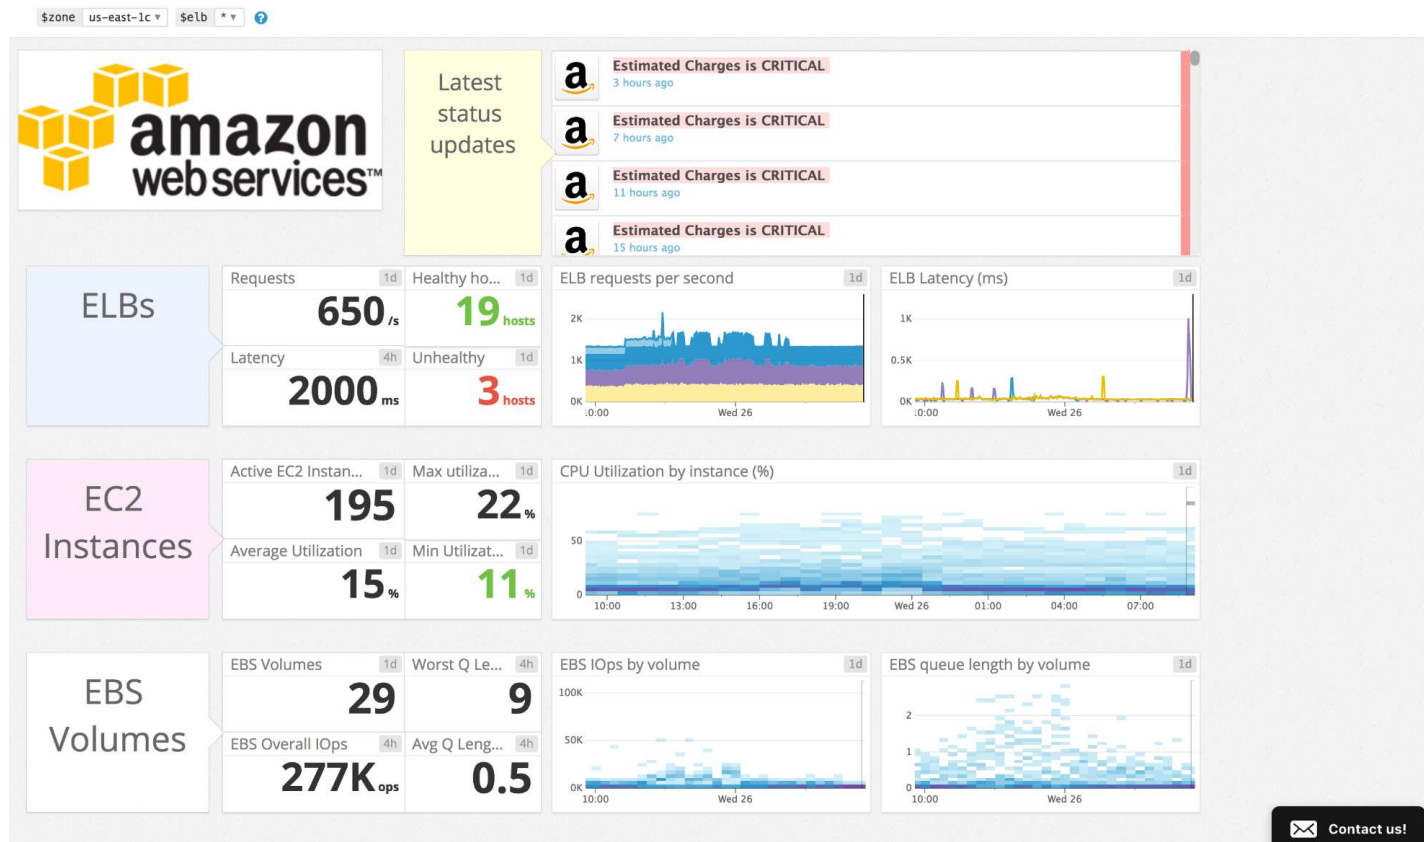 $zone us-east-1c $elb *
?
amazon
web services™
Latest
status
updates
a Estimated Charges is CRITICAL
3 hours ago
a Estimated Charges is CRITICAL
7 hours ago
a Estimated Charges is CRITICAL
11 hours ago
a Estimated Charges is CRITICAL
15 hours ago
ELBs
Requests 1d
650 /s
Healthy ho... 1d
19 hosts
Latency 4h
2000 ms
Unhealthy 1d
3 hosts
ELB requests per second 1d
2K
1K
0K
:0:00 Wed 26
ELB Latency (ms) 1d
1K
0.5K
0K
:0:00 Wed 26
EC2
Instances
Active EC2 Instan... 1d
195
Max utiliza... 1d
22 %
Average Utilization 1d
15 %
Min Utilizat... 1d
11 %
CPU Utilization by instance (%) 1d
50
0
10:00 13:00 16:00 19:00 Wed 26 01:00 04:00 07:00
EBS
Volumes
EBS Volumes 1d
29
Worst Q Le... 4h
9
EBS Overall IOps 4h
277K ops
Avg Q Leng... 4h
0.5
EBS IOps by volume 1d
100K
50K
0K
10:00 Wed 26
EBS queue length by volume 1d
2
1
0
10:00 Wed 26
Contact us!